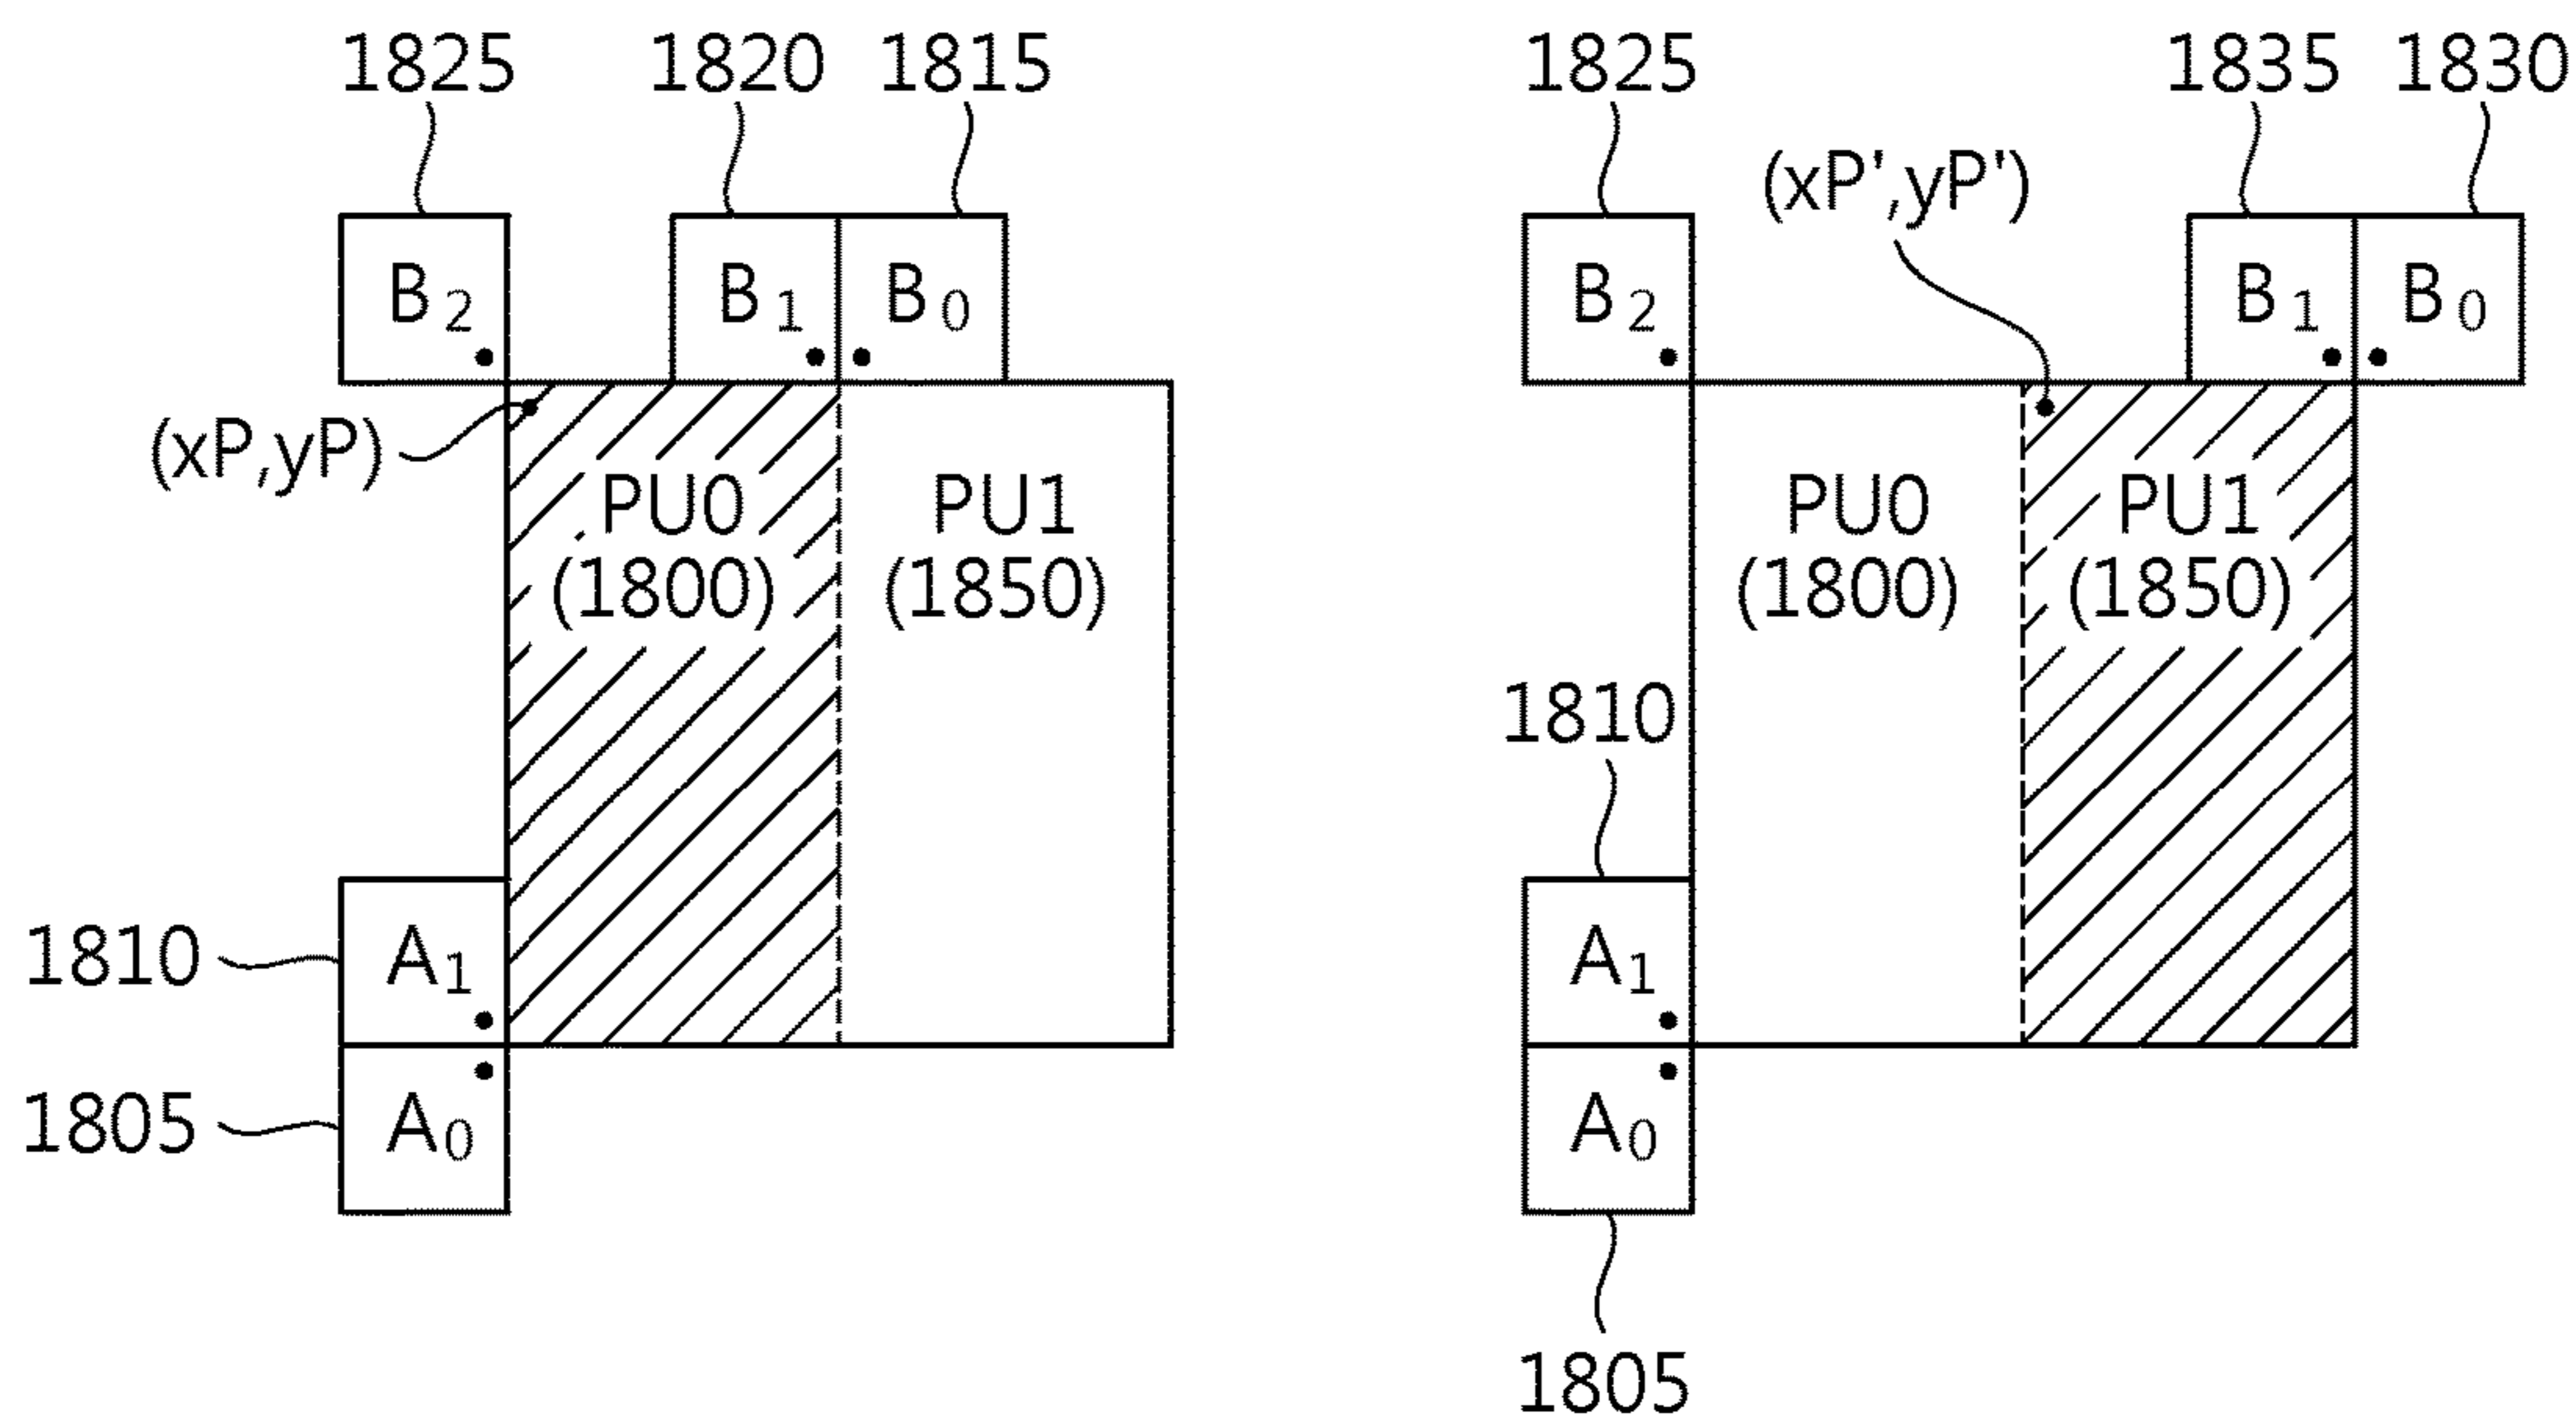 1825 1820 1815
B2 B1 B0
(xP,yP)
PU0 PU1
(1800) (1850)
1810 A1
1805 A0
1825 1835 1830
(xP',yP')
B2 B1 B0
PU0 PU1
(1800) (1850)
1810
A1
A0
1805